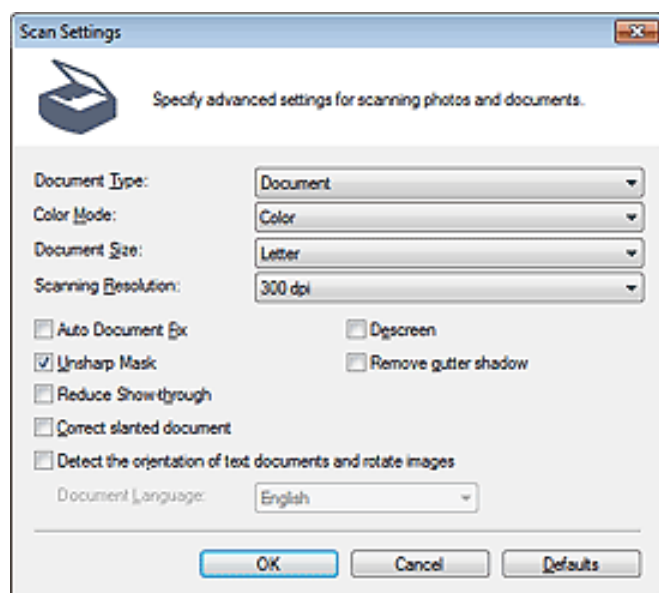 Scan Settings
Specify advanced settings for scanning photos and documents.
Document Type: Document
Color Mode: Color
Document Size: Letter
Scanning Resolution: 300 dpi
Auto Document Fix Descreen
Unsharp Mask Remove gutter shadow
Reduce Show-through
Correct slanted document
Detect the orientation of text documents and rotate images
Document Language: English
OK Cancel Defaults